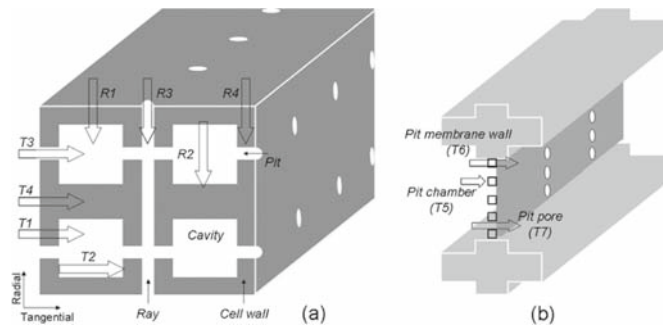 R1
R3
R4
T3
R2
Pit
T4
T1
Cavity
T2
Radial
Tangential
Ray
Cell wall
(a)
Pit membrane wall
(T6)
Pit chamber
(T5)
Pit pore
(T7)
(b)